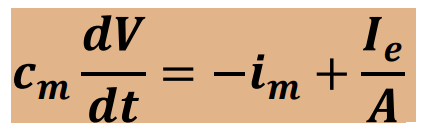 c_m dV/dt = -i_m + I_e/A